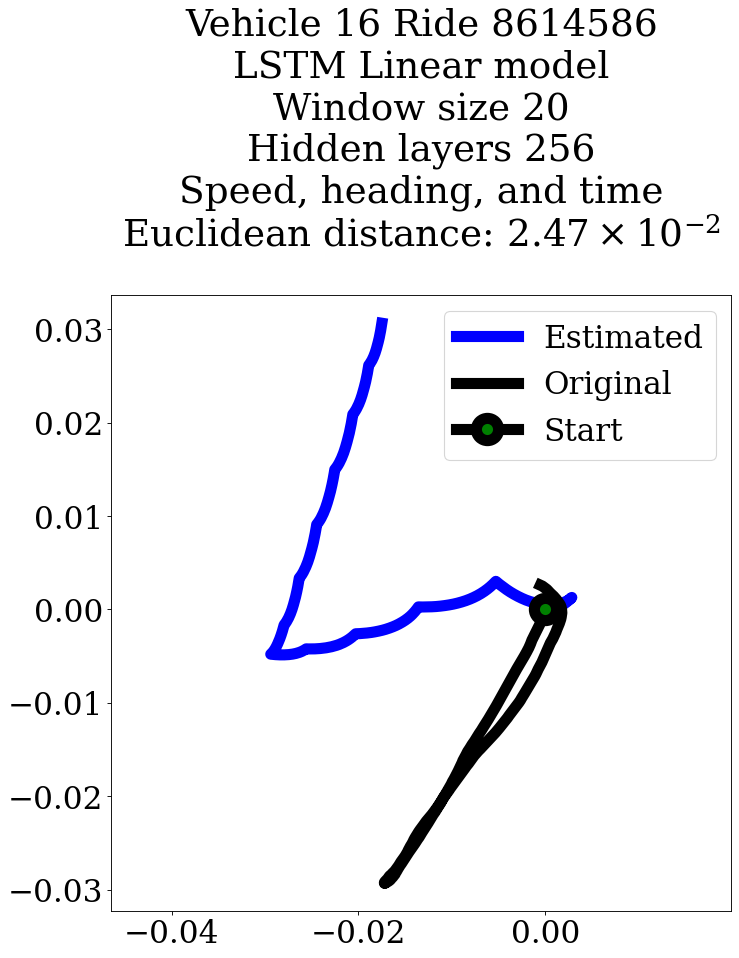 Vehicle 16 Ride 8614586
LSTM Linear model
Window size 20
Hidden layers 256
Speed, heading, and time
Euclidean distance: 2.47 × 10⁻²
Estimated
Original
Start
0.03
0.02
0.01
0.00
−0.01
−0.02
−0.03
−0.04
−0.02
0.00